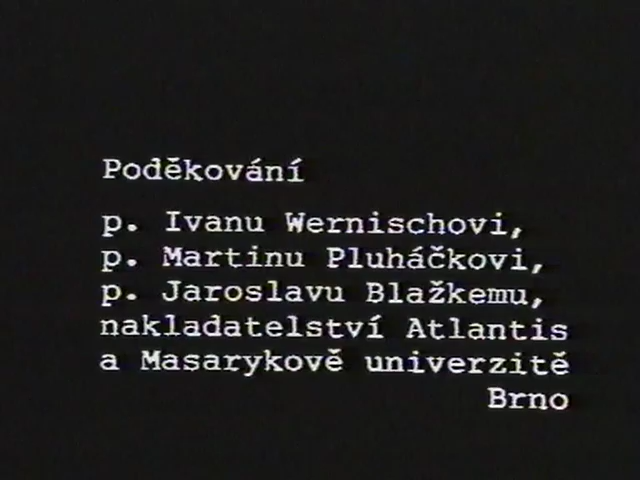 Poděkování
p. Ivanu Wernischovi,
p. Martinu Pluháčkovi,
p. Jaroslavu Blažkemu,
nakladatelství Atlantis
a Masarykově univerzitě
Brno